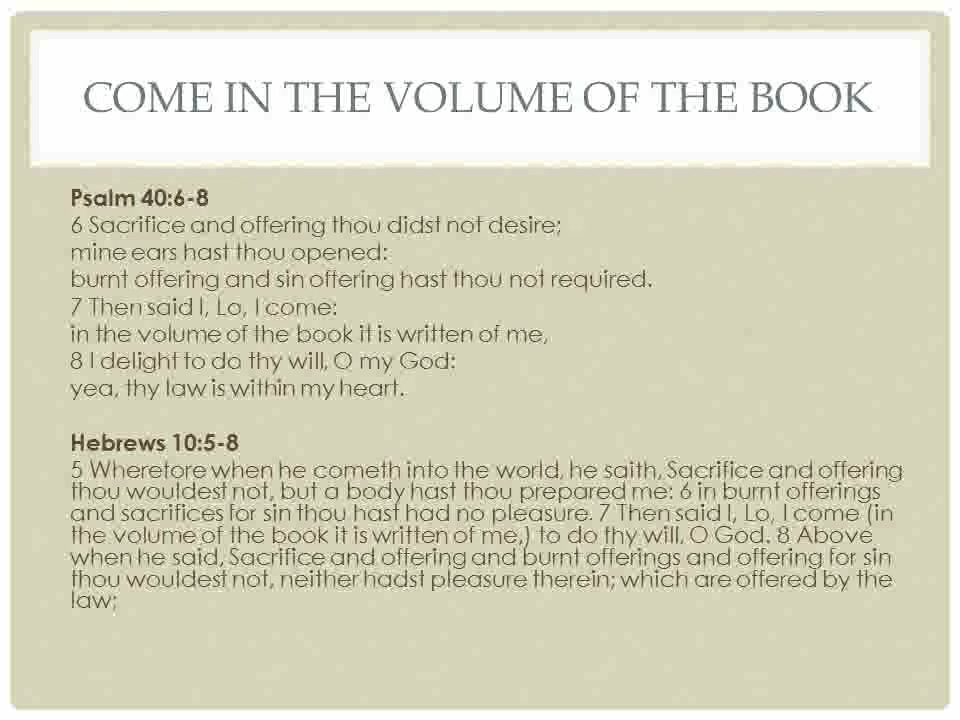 COME IN THE VOLUME OF THE BOOK
Psalm 40:6-8
6 Sacrifice and offering thou didst not desire;
mine ears hast thou opened:
burnt offering and sin offering hast thou not required.
7 Then said I, Lo, I come:
in the volume of the book it is written of me,
8 I delight to do thy will, O my God:
yea, thy law is within my heart.
Hebrews 10:5-8
5 Wherefore when he cometh into the world, he saith, Sacrifice and offering
thou wouldest not, but a body hast thou prepared me: 6 in burnt offerings
and sacrifices for sin thou hast had no pleasure. 7 Then said I, Lo, I come (in
the volume of the book it is written of me,) to do thy will, O God. 8 Above
when he said, Sacrifice and offering and burnt offerings and offering for sin
thou wouldest not, neither hadst pleasure therein; which are offered by the
law;